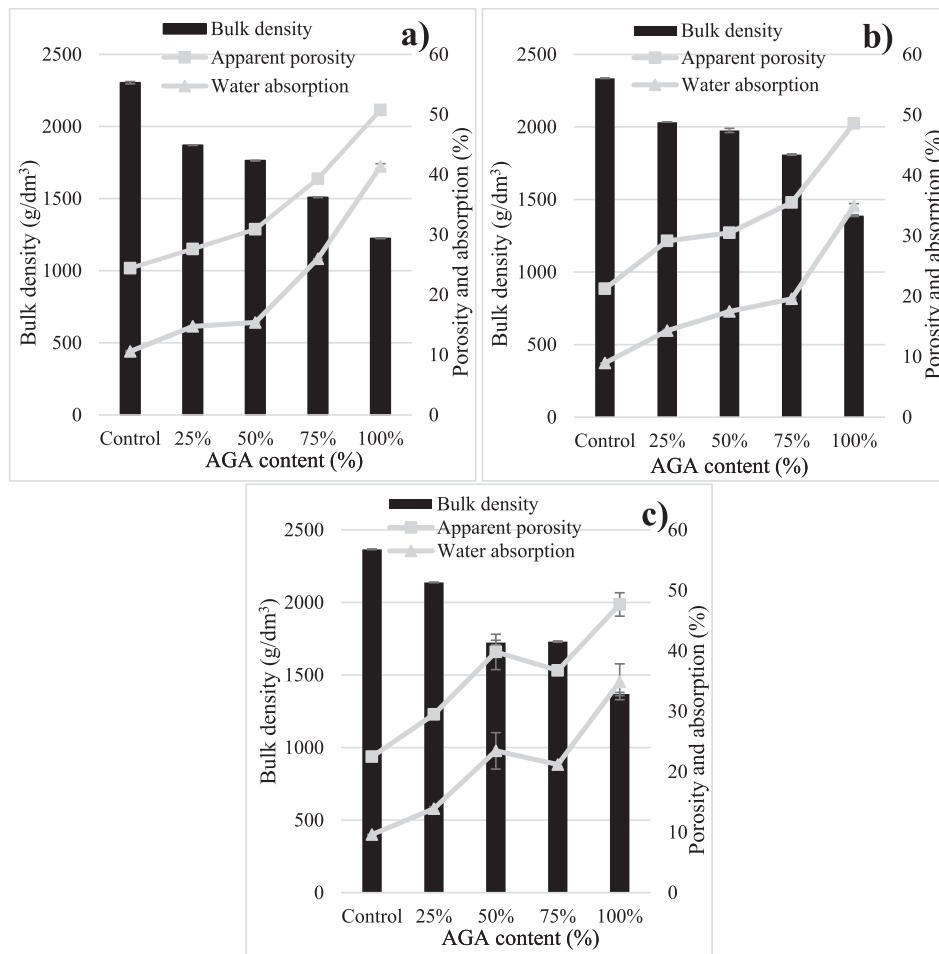 a)
Bulk density
Apparent porosity
Water absorption
2500
2000
1500
1000
500
0
Bulk density (g/dm³)
60
50
40
30
20
10
0
Porosity and absorption (%)
Control 25% 50% 75% 100%
AGA content (%)
b)
Bulk density
Apparent porosity
Water absorption
2500
2000
1500
1000
500
0
Bulk density (g/dm³)
60
50
40
30
20
10
0
Porosity and absorption (%)
Control 25% 50% 75% 100%
AGA content (%)
c)
Bulk density
Apparent porosity
Water absorption
2500
2000
1500
1000
500
0
Bulk density (g/dm³)
60
50
40
30
20
10
0
Porosity and absorption (%)
Control 25% 50% 75% 100%
AGA content (%)